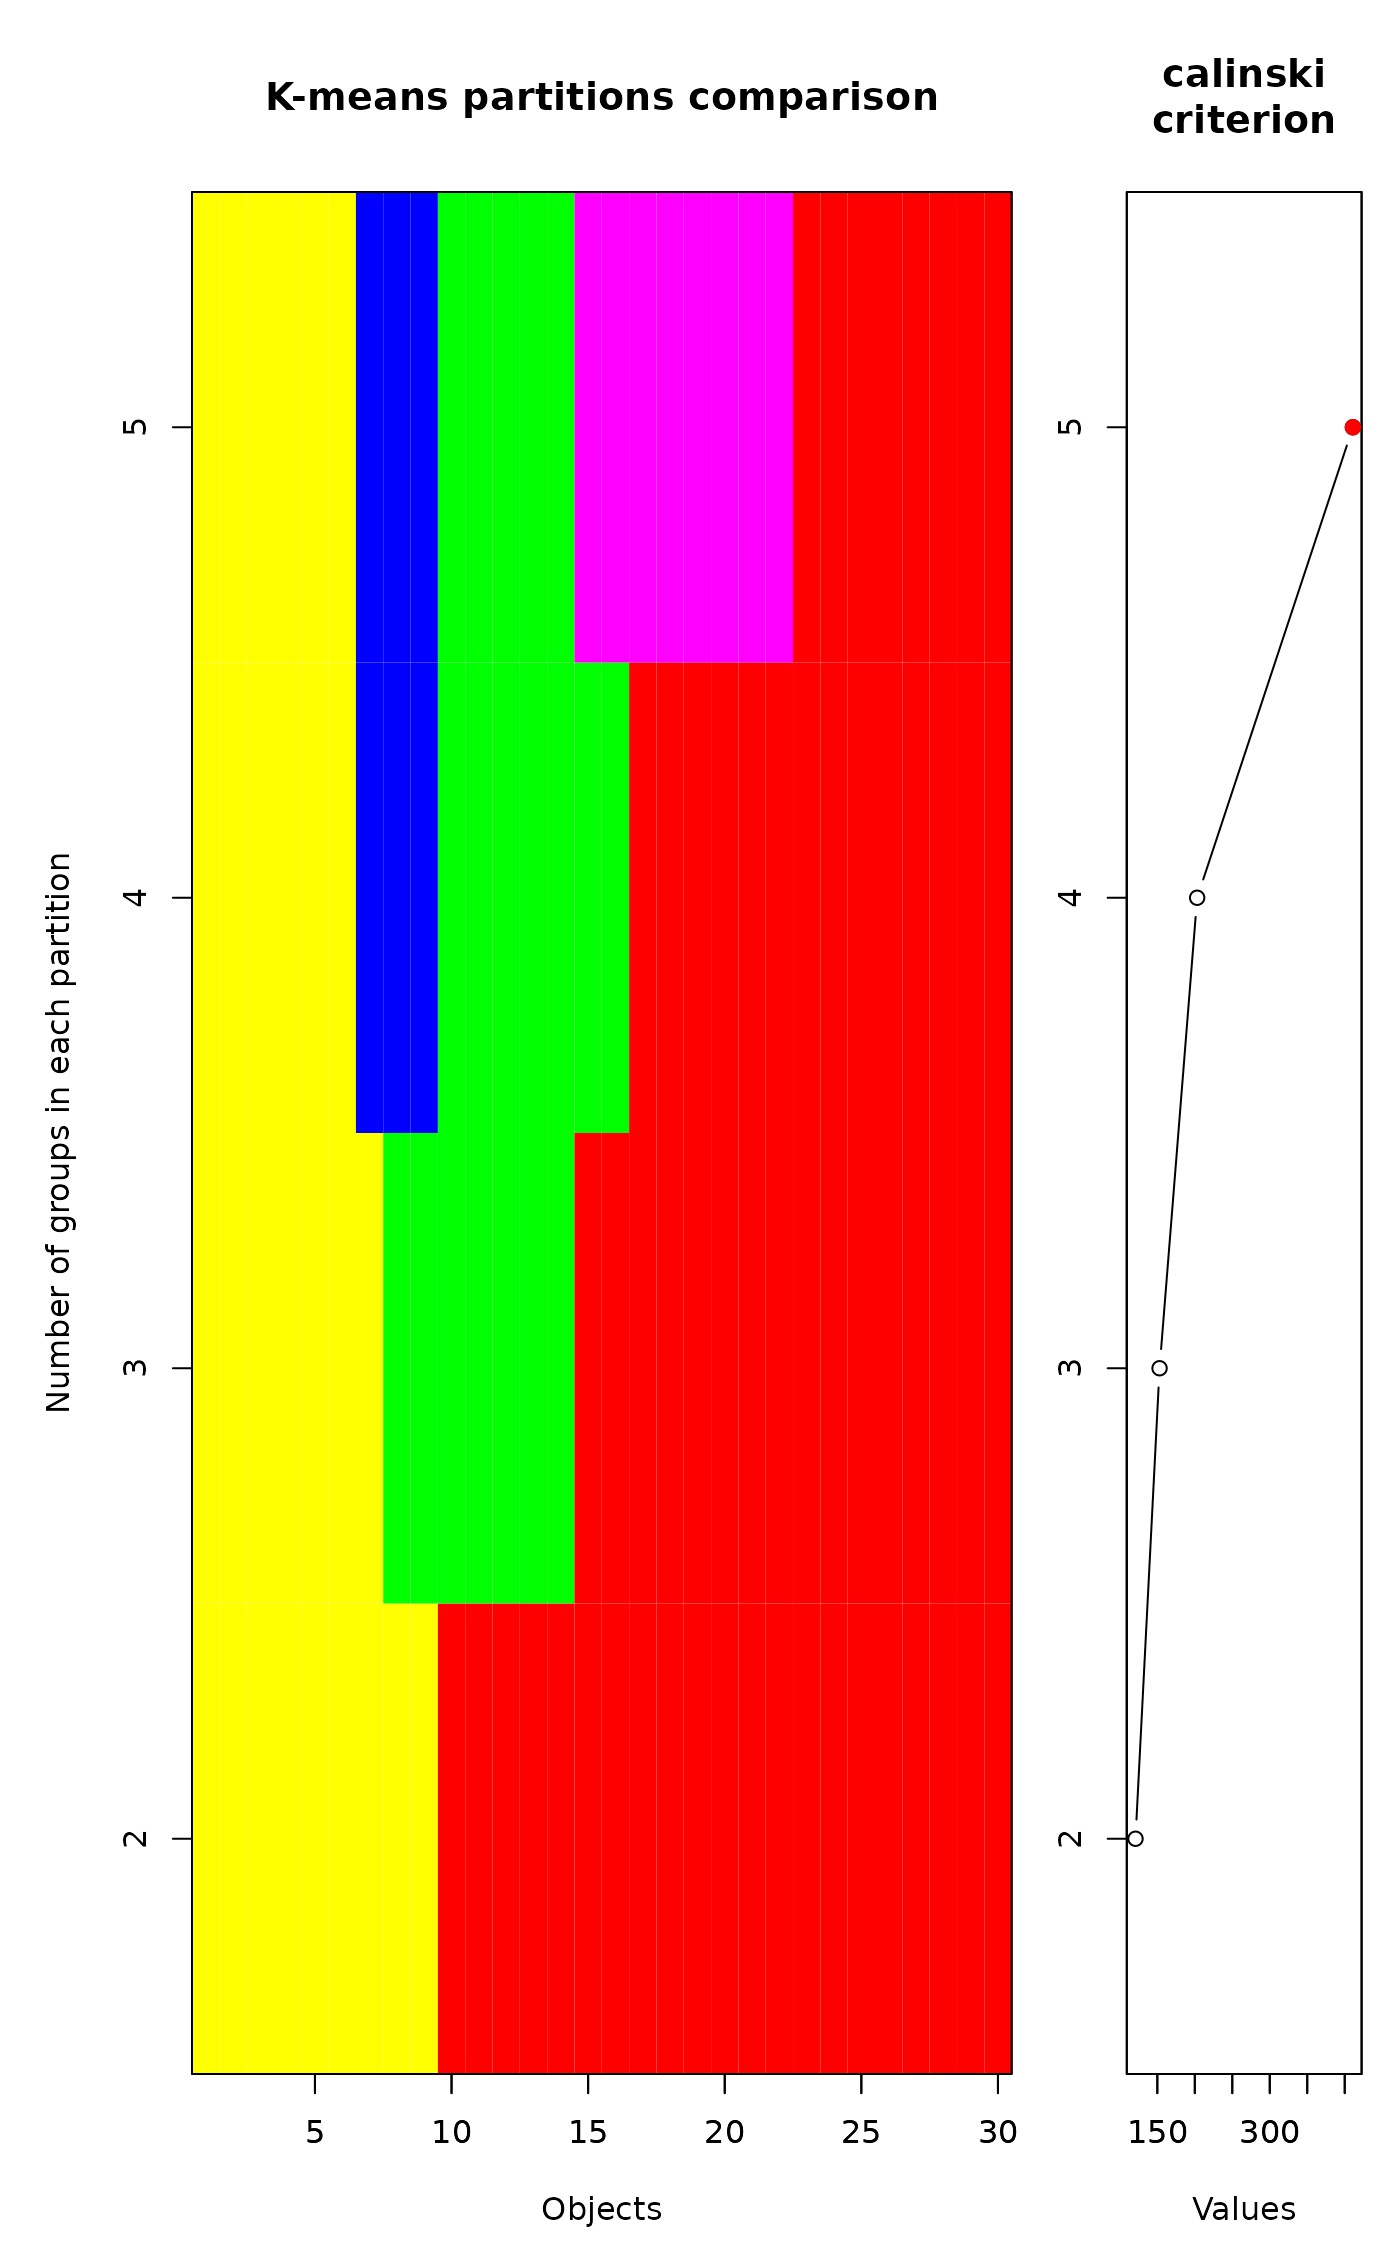 K-means partitions comparison
calinski
criterion
Number of groups in each partition
5
4
3
2
5 10 15 20 25 30
Objects
5
4
3
2
150 300
Values